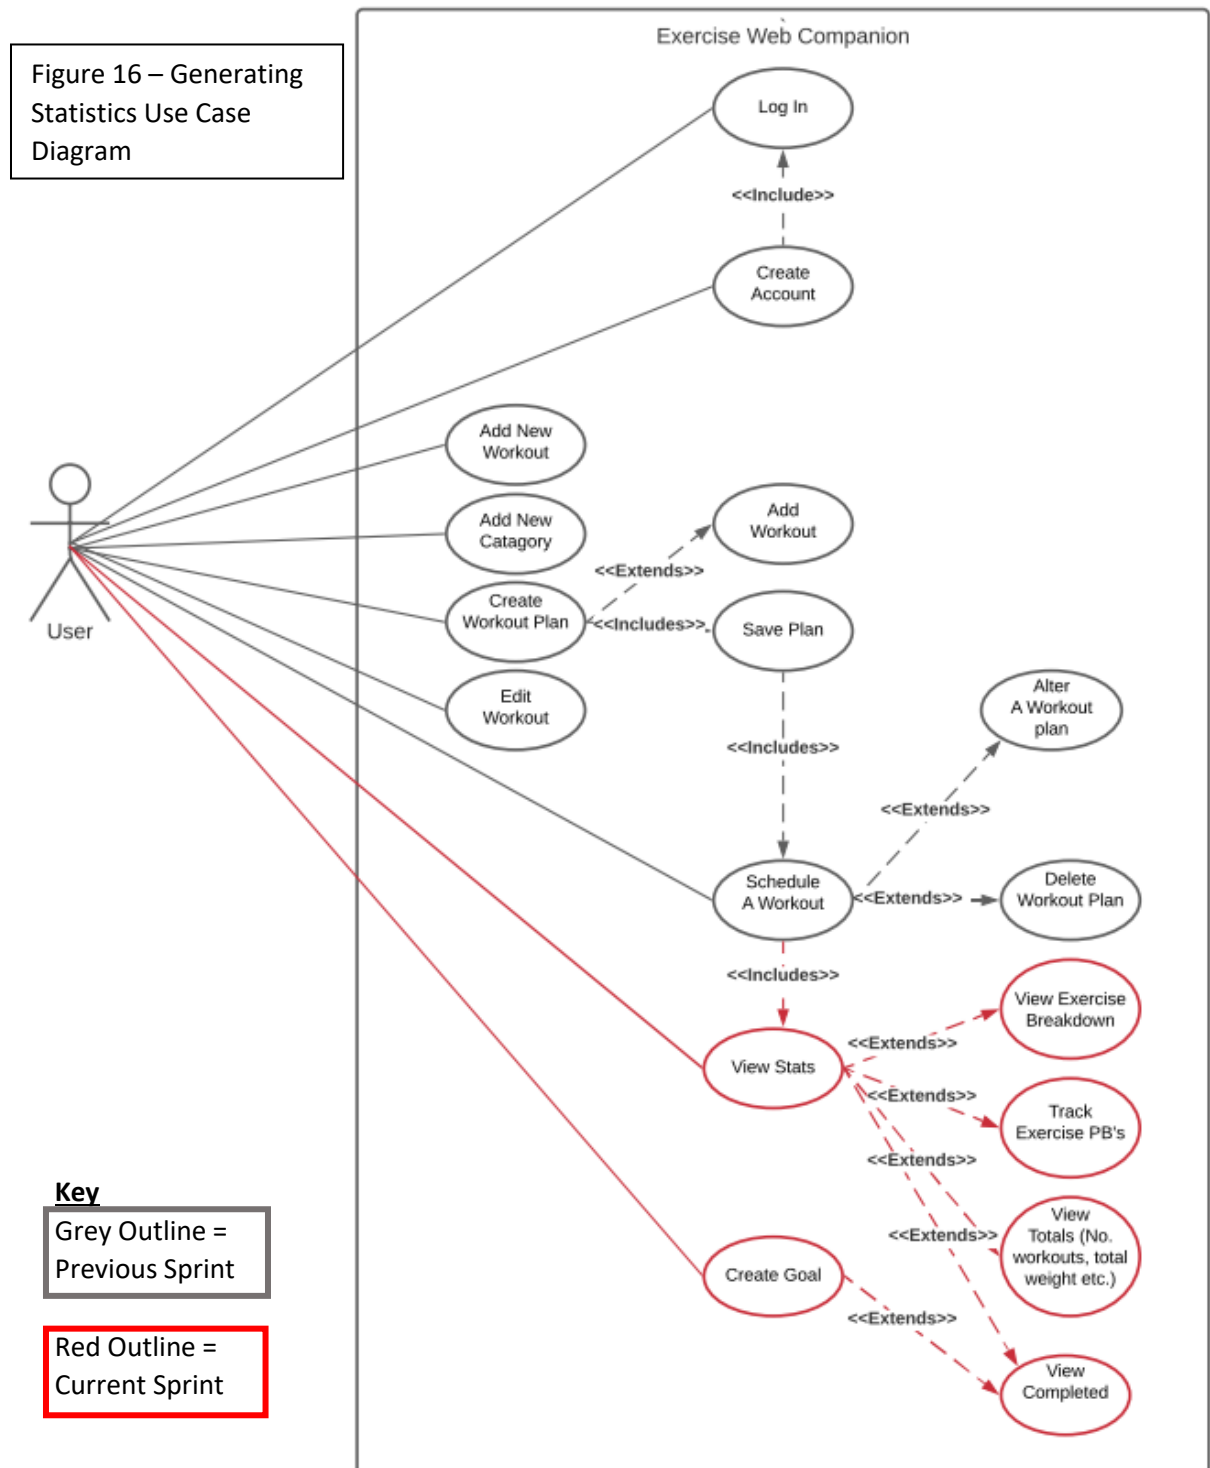 Exercise Web Companion
Figure 16 – Generating
Statistics Use Case
Diagram
Log In
<<Include>>
Create
Account
Add New
Workout
Add New
Catagory
Add
Workout
<<Extends>>
Create
Workout Plan
<<Includes>>
Save Plan
User
Edit
Workout
Alter
A Workout
plan
<<Includes>>
<<Extends>>
Schedule
A Workout
<<Extends>>
Delete
Workout Plan
<<Includes>>
View Exercise
Breakdown
<<Extends>>
View Stats
<<Extends>>
Track
Exercise PB's
<<Extends>>
<<Extends>>
View
Totals (No.
workouts, total
weight etc.)
Create Goal
<<Extends>>
View
Completed
Key
Grey Outline =
Previous Sprint
Red Outline =
Current Sprint